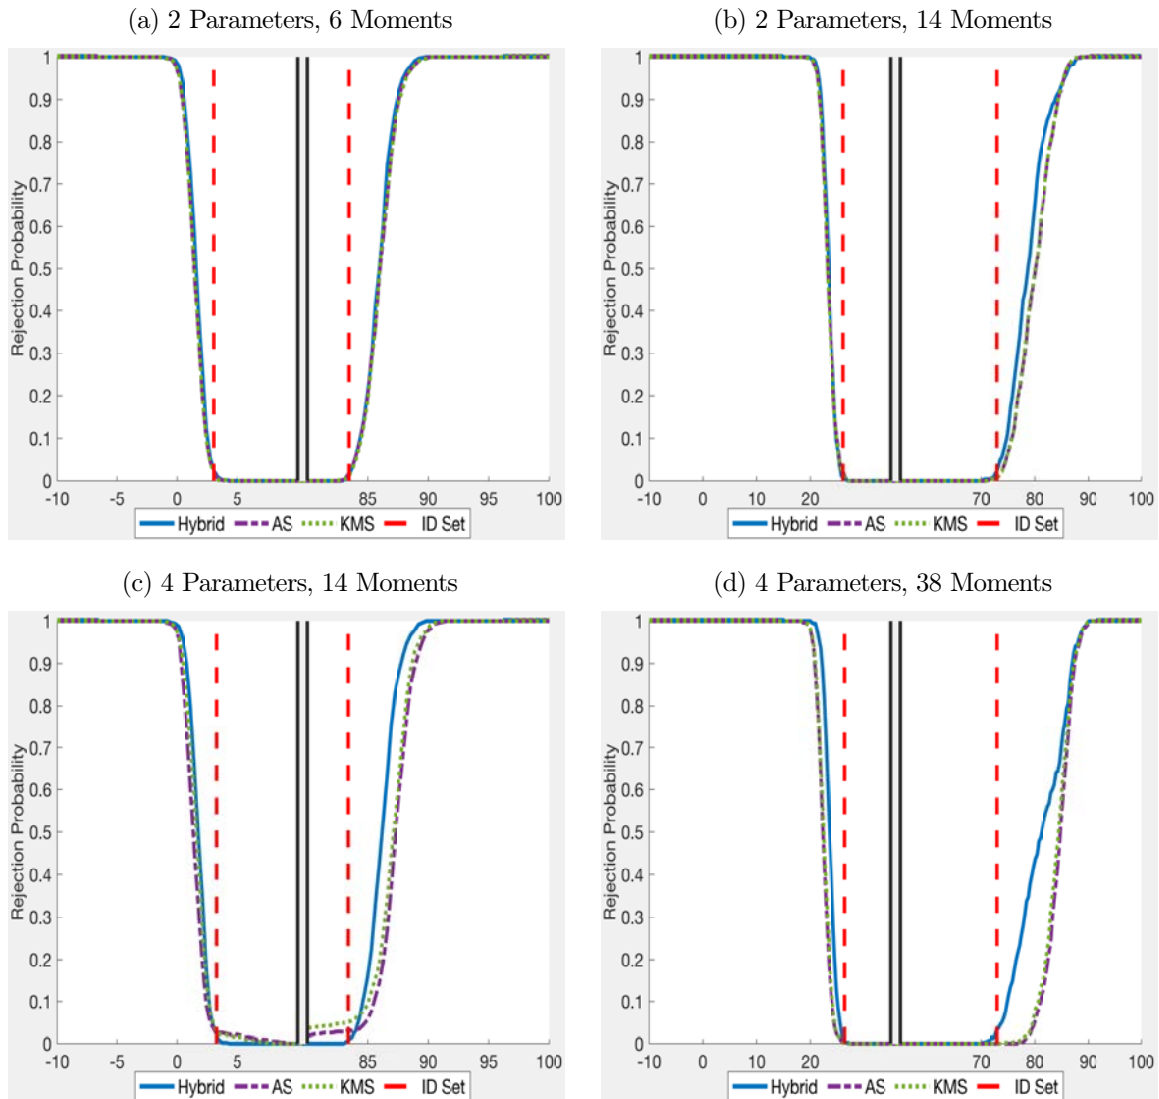 (a) 2 Parameters, 6 Moments
Rejection Probability
1
0.9
0.8
0.7
0.6
0.5
0.4
0.3
0.2
0.1
0
-10 -5 0 5 85 90 95 100
Hybrid AS KMS ID Set
(b) 2 Parameters, 14 Moments
Rejection Probability
1
0.9
0.8
0.7
0.6
0.5
0.4
0.3
0.2
0.1
0
-10 0 10 20 70 80 90 100
Hybrid AS KMS ID Set
(c) 4 Parameters, 14 Moments
Rejection Probability
1
0.9
0.8
0.7
0.6
0.5
0.4
0.3
0.2
0.1
0
-10 -5 0 5 85 90 95 100
Hybrid AS KMS ID Set
(d) 4 Parameters, 38 Moments
Rejection Probability
1
0.9
0.8
0.7
0.6
0.5
0.4
0.3
0.2
0.1
0
-10 0 10 20 70 80 90 100
Hybrid AS KMS ID Set